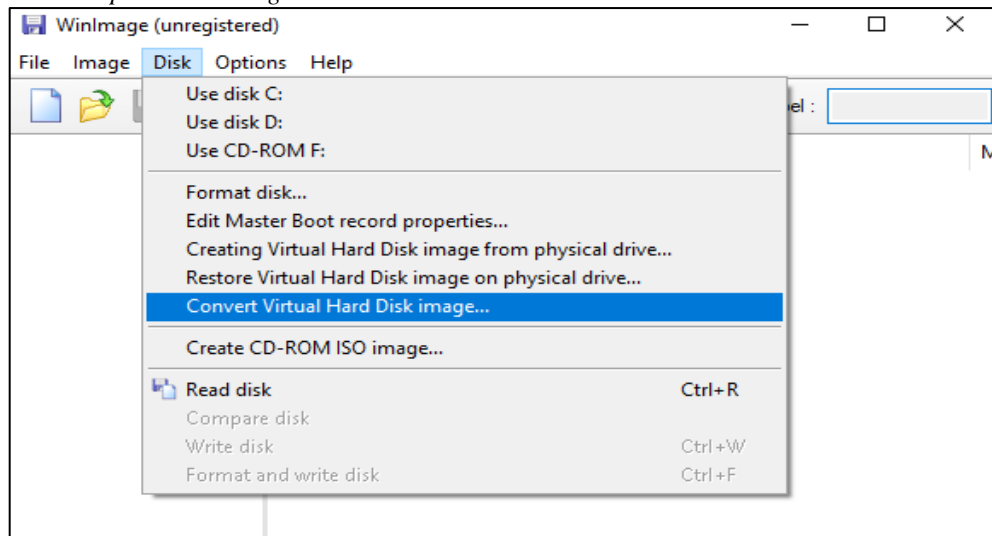 WinImage (unregistered)
File Image Disk Options Help
Use disk C:
Use disk D:
Use CD-ROM F:
Format disk...
Edit Master Boot record properties...
Creating Virtual Hard Disk image from physical drive...
Restore Virtual Hard Disk image on physical drive...
Convert Virtual Hard Disk image...
Create CD-ROM ISO image...
Read disk Ctrl+R
Compare disk
Write disk Ctrl+W
Format and write disk Ctrl+F